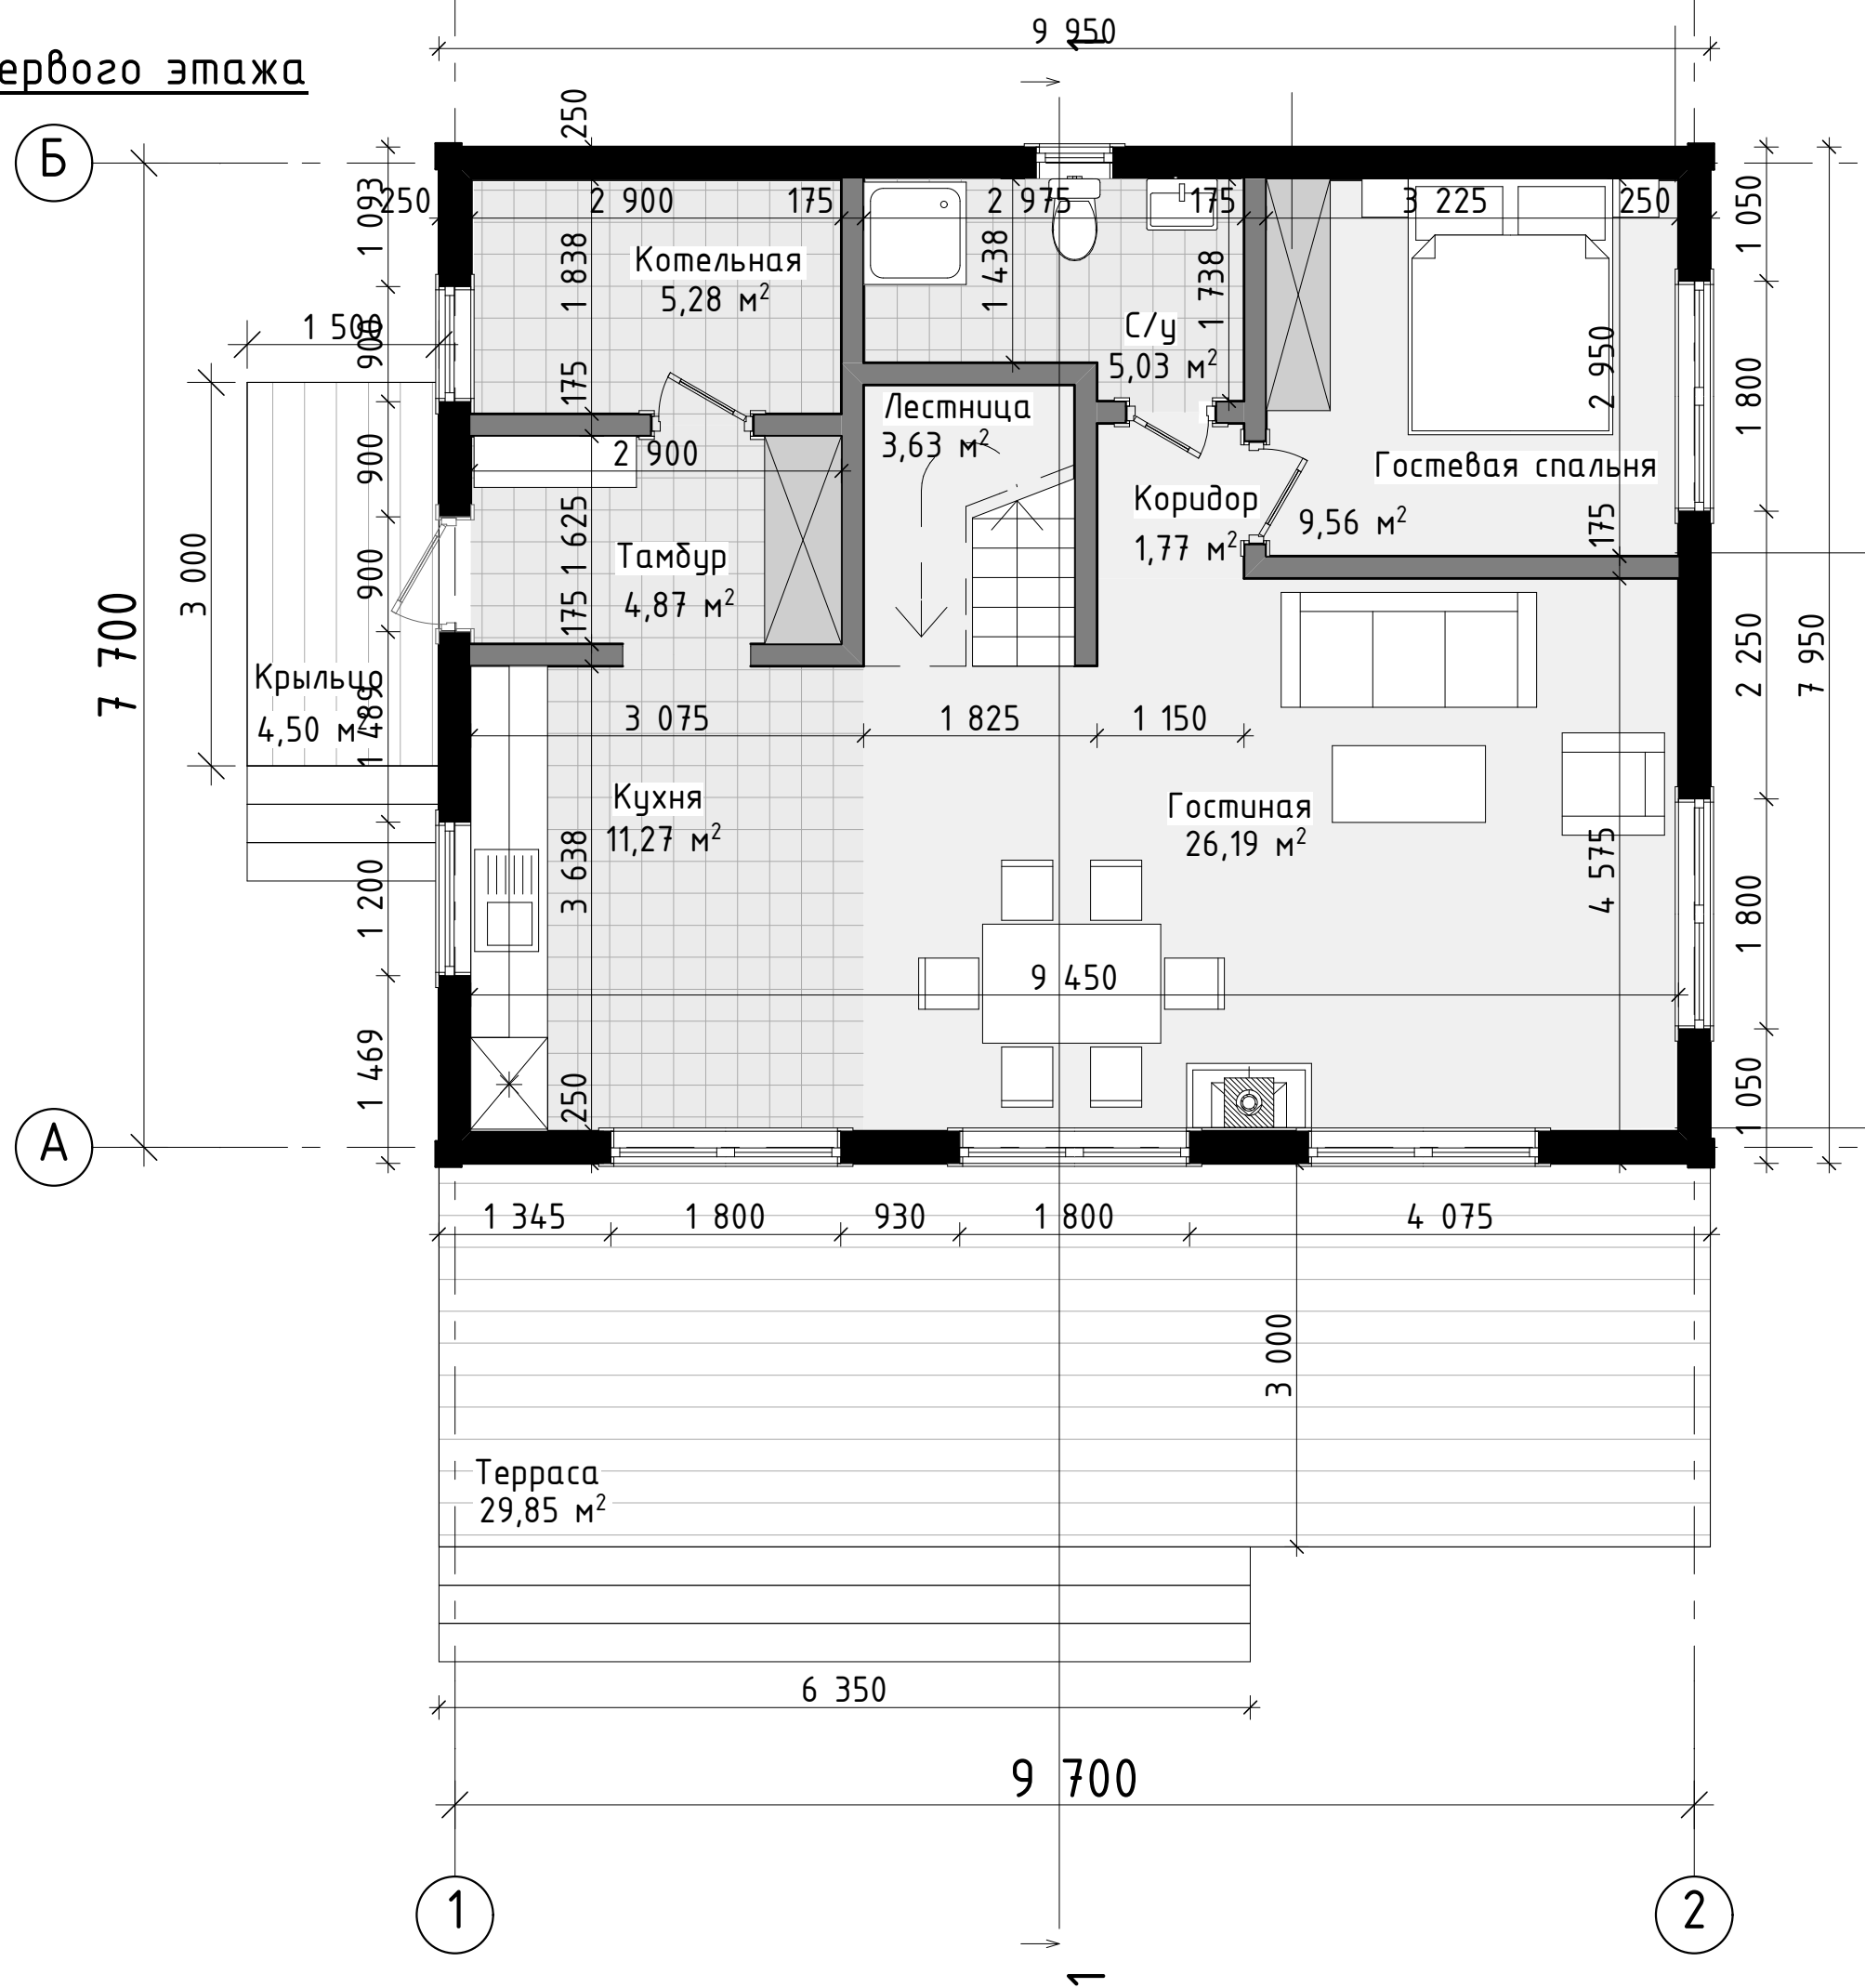 ервого этажа
9 950
1
Б
250
1 093
250
2 900
175
2 975
175
3 225
250
1 050
1 838
Котельная
5,28 м²
1 438
1 738
С/у
5,03 м²
1 500
900
2 950
1 800
175
Лестница
3,63 м²
900
2 900
Гостевая спальня
9,56 м²
Коридор
1,77 м²
175
1 625
3 000
900
Тамбур
4,87 м²
175
7 700
2 250
7 950
Крыльцо
4,50 м²
1 489
3 075
1 825
1 150
Кухня
11,27 м²
Гостиная
26,19 м²
3 638
4 575
1 200
1 800
9 450
1 469
250
1 050
А
1 345
1 800
930
1 800
4 075
3 000
Терраса
29,85 м²
6 350
9 700
1
2
1